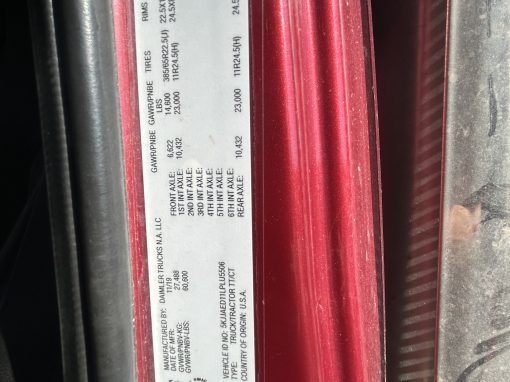 MANUFACTURED BY: DAIMLER TRUCKS N.A. LLC
DATE OF MFR: 11/19
GVWR/PNBV-KG: 27,488
GVWR/PNBV-LBS: 60,600
GAWR/PNBE GAWR/PNBE TIRES RIMS
LBS
FRONT AXLE: 6,622 14,600 385/65R22.5(J)
1ST INT AXLE: 10,432 23,000 11R24.5(H)
2ND INT AXLE:
3RD INT AXLE:
4TH INT AXLE:
5TH INT AXLE:
6TH INT AXLE:
REAR AXLE: 10,432 23,000 11R24.5(H)
VEHICLE ID NO: 5KJJAED11LPLU5506
TYPE: TRUCK/TRACTOR TT/CT
COUNTRY OF ORIGIN: U.S.A.